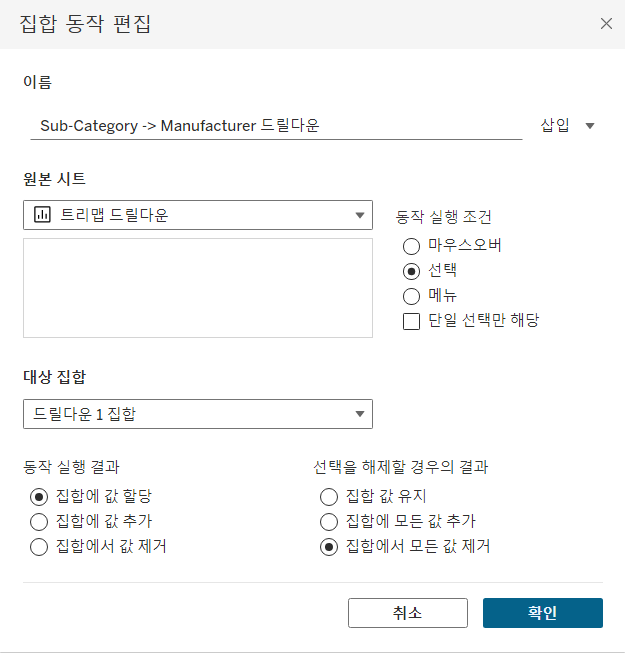 집합 동작 편집
이름
Sub-Category -> Manufacturer 드릴다운
삽입
원본 시트
트리맵 드릴다운
동작 실행 조건
마우스오버
선택
메뉴
단일 선택만 해당
대상 집합
드릴다운 1 집합
동작 실행 결과
선택을 해제할 경우의 결과
집합에 값 할당
집합 값 유지
집합에 값 추가
집합에 모든 값 추가
집합에서 값 제거
집합에서 모든 값 제거
취소
확인